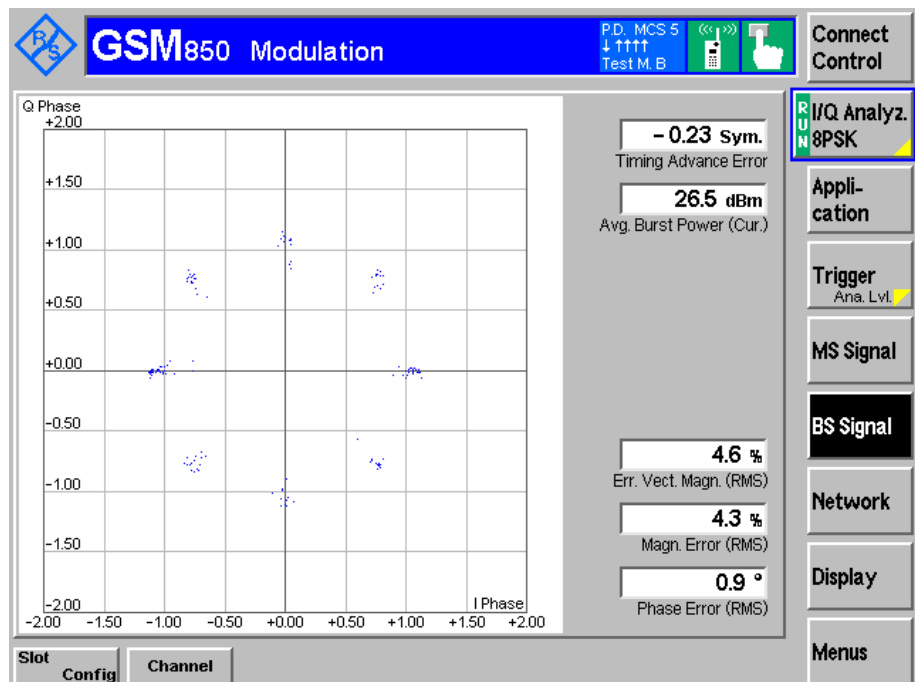 R&S
GSM850 Modulation
P.D. MCS 5
↓ ↑↑↑↑
Test M. B
Connect
Control
RUN
I/Q Analyz.
8PSK
Appli-
cation
Trigger
Ana. Lvl.
MS Signal
BS Signal
Network
Display
Menus
Q Phase
+2.00
+1.50
+1.00
+0.50
+0.00
-0.50
-1.00
-1.50
-2.00
I Phase
-2.00 -1.50 -1.00 -0.50 +0.00 +0.50 +1.00 +1.50 +2.00
- 0.23 Sym.
Timing Advance Error
26.5 dBm
Avg. Burst Power (Cur.)
4.6 %
Err. Vect. Magn. (RMS)
4.3 %
Magn. Error (RMS)
0.9 °
Phase Error (RMS)
Slot
Config
Channel